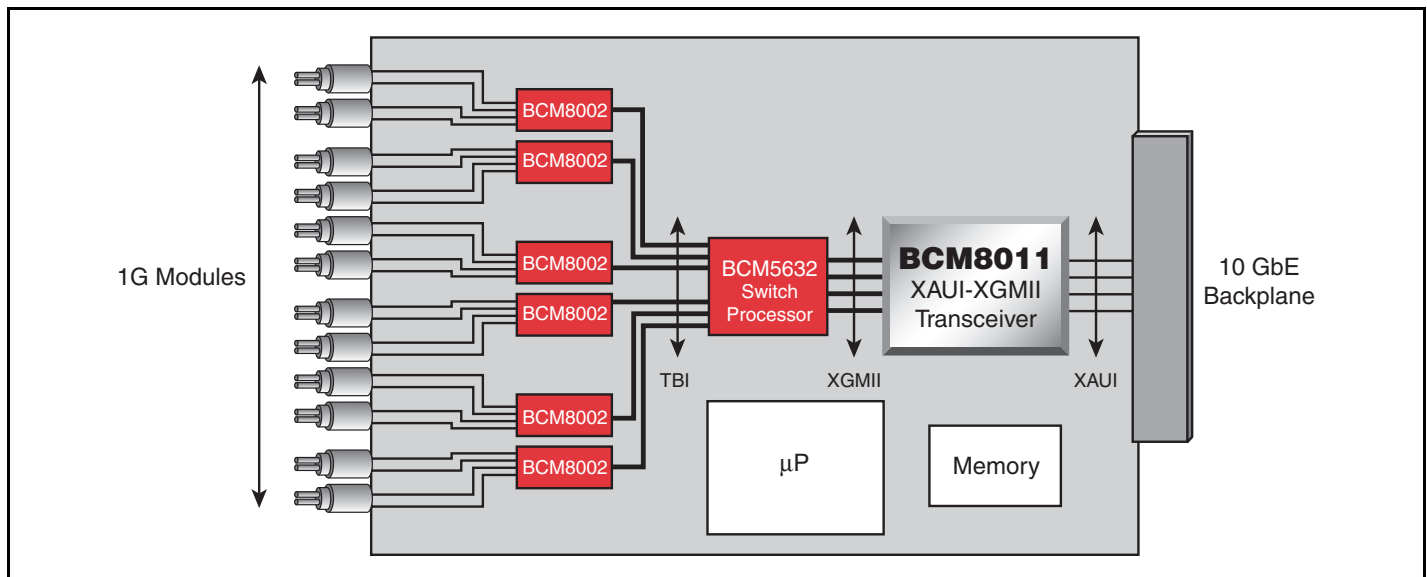 1G Modules
BCM8002
BCM8002
BCM8002
BCM8002
BCM8002
BCM8002
TBI
BCM5632
Switch
Processor
XGMII
BCM8011
XAUI-XGMII
Transceiver
XAUI
10 GbE
Backplane
μP
Memory